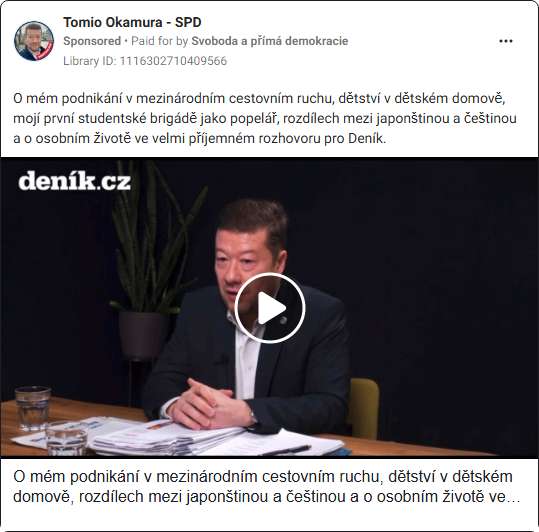 Tomio Okamura - SPD
Sponsored • Paid for by Svoboda a přímá demokracie
Library ID: 1116302710409566
O mém podnikání v mezinárodním cestovním ruchu, dětství v dětském domově,
mojí první studentské brigádě jako popelář, rozdílech mezi japonštinou a češtinou
a o osobním životě ve velmi příjemném rozhovoru pro Deník.
deník.cz
O mém podnikání v mezinárodním cestovním ruchu, dětství v dětském
domově, rozdílech mezi japonštinou a češtinou a o osobním životě ve…